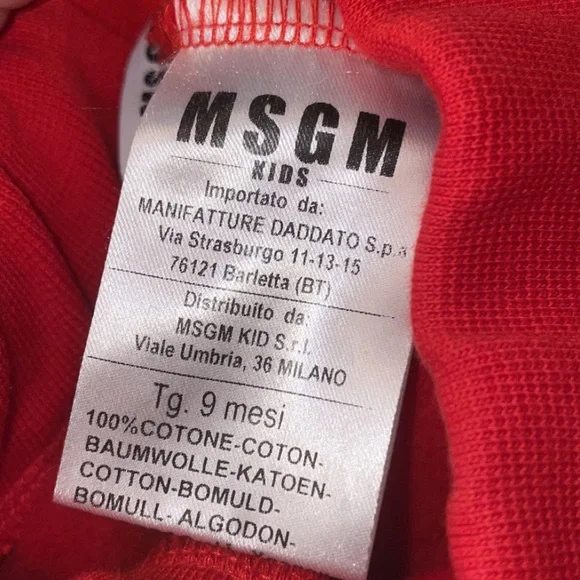 MSGM
KIDS
Importato da:
MANIFATTURE DADDATO S.p.a
Via Strasburgo 11-13-15
76121 Barletta (BT)
Distribuito da:
MSGM KID S.r.l.
Viale Umbria, 36 MILANO
Tg. 9 mesi
100%COTONE-COTON-
BAUMWOLLE-KATOEN-
COTTON-BOMULD-
BOMULL- ALGODON-